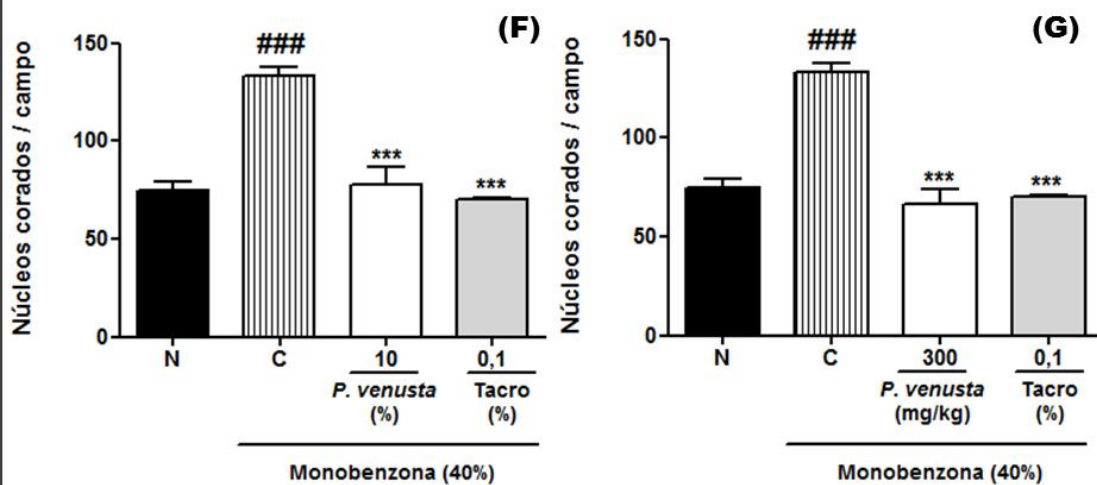 (F)
Núcleos corados / campo
150
100
50
0
###
***
***
N
C
10
0,1
P. venusta
(%)
Tacro
(%)
Monobenzona (40%)
(G)
Núcleos corados / campo
150
100
50
0
###
***
***
N
C
300
0,1
P. venusta
(mg/kg)
Tacro
(%)
Monobenzona (40%)